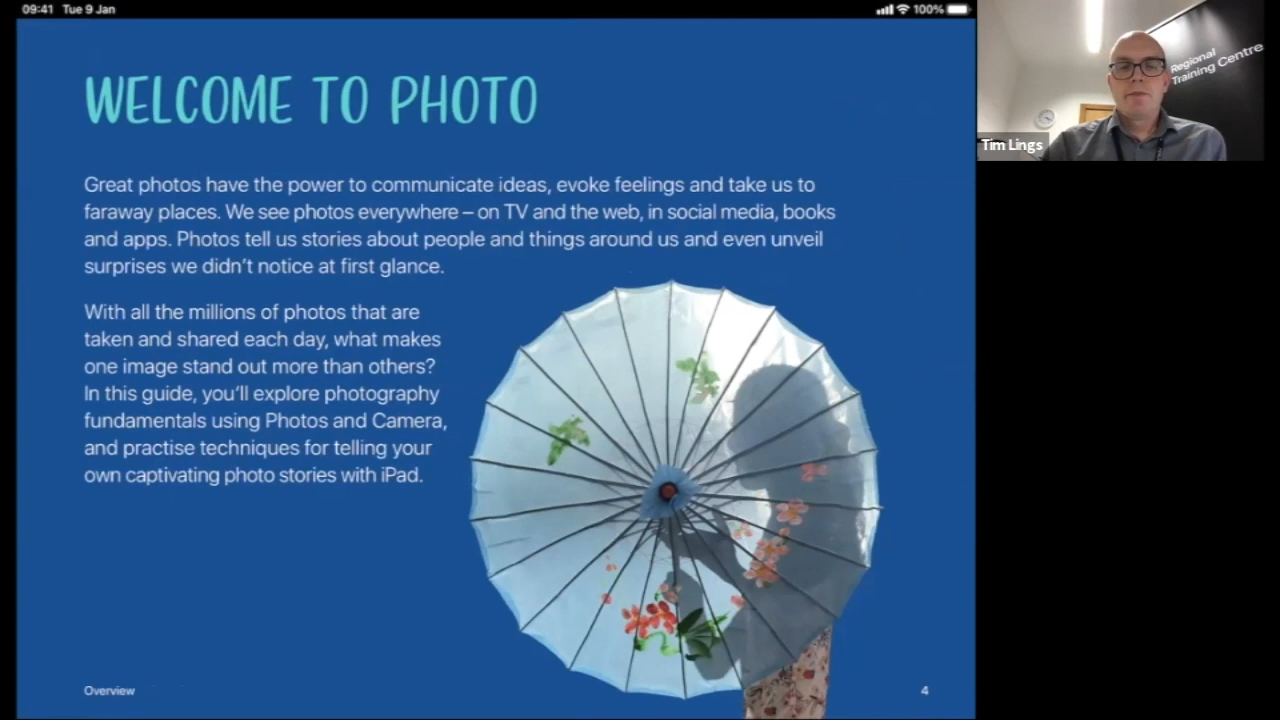 09:41 Tue 9 Jan
100%
WELCOME TO PHOTO
Great photos have the power to communicate ideas, evoke feelings and take us to
faraway places. We see photos everywhere – on TV and the web, in social media, books
and apps. Photos tell us stories about people and things around us and even unveil
surprises we didn't notice at first glance.
With all the millions of photos that are
taken and shared each day, what makes
one image stand out more than others?
In this guide, you'll explore photography
fundamentals using Photos and Camera,
and practise techniques for telling your
own captivating photo stories with iPad.
Overview
4
Regional
Training Centre
Tim Lings